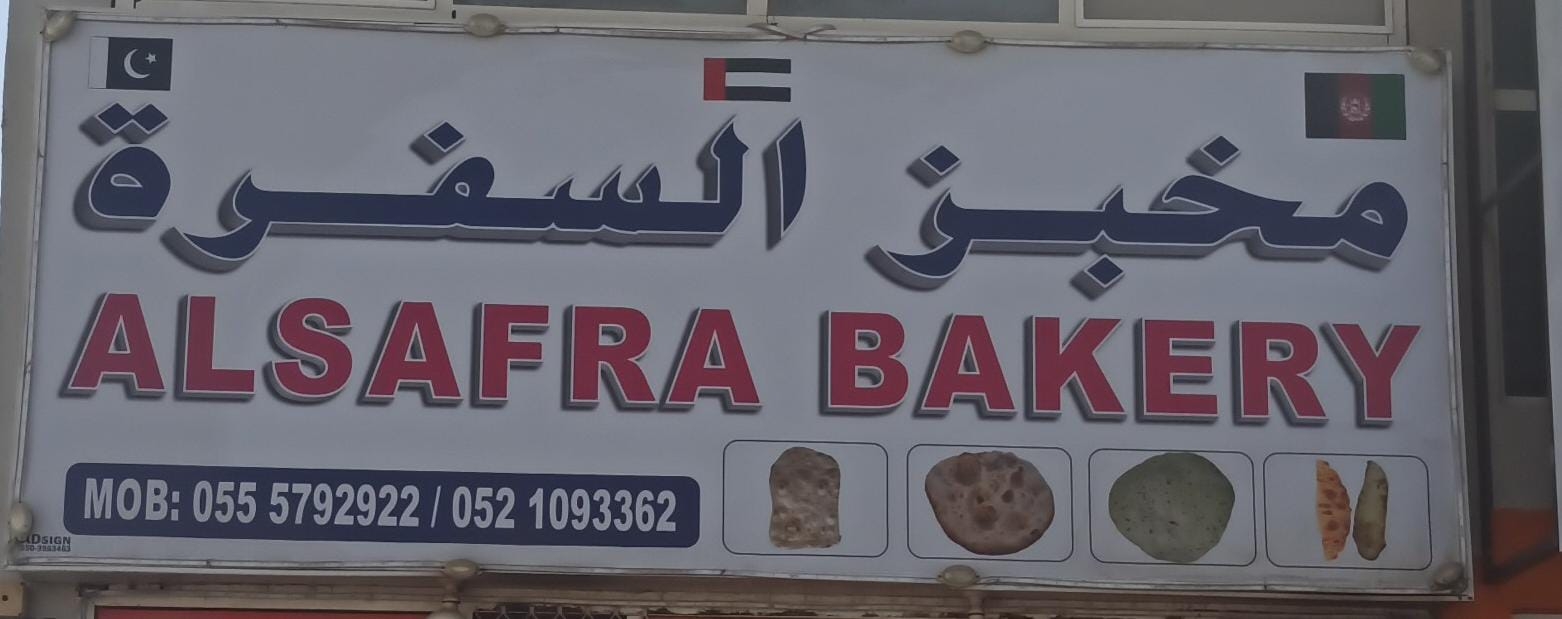 مخبز السفرة
ALSAFRA BAKERY
MOB: 055 5792922 / 052 1093362